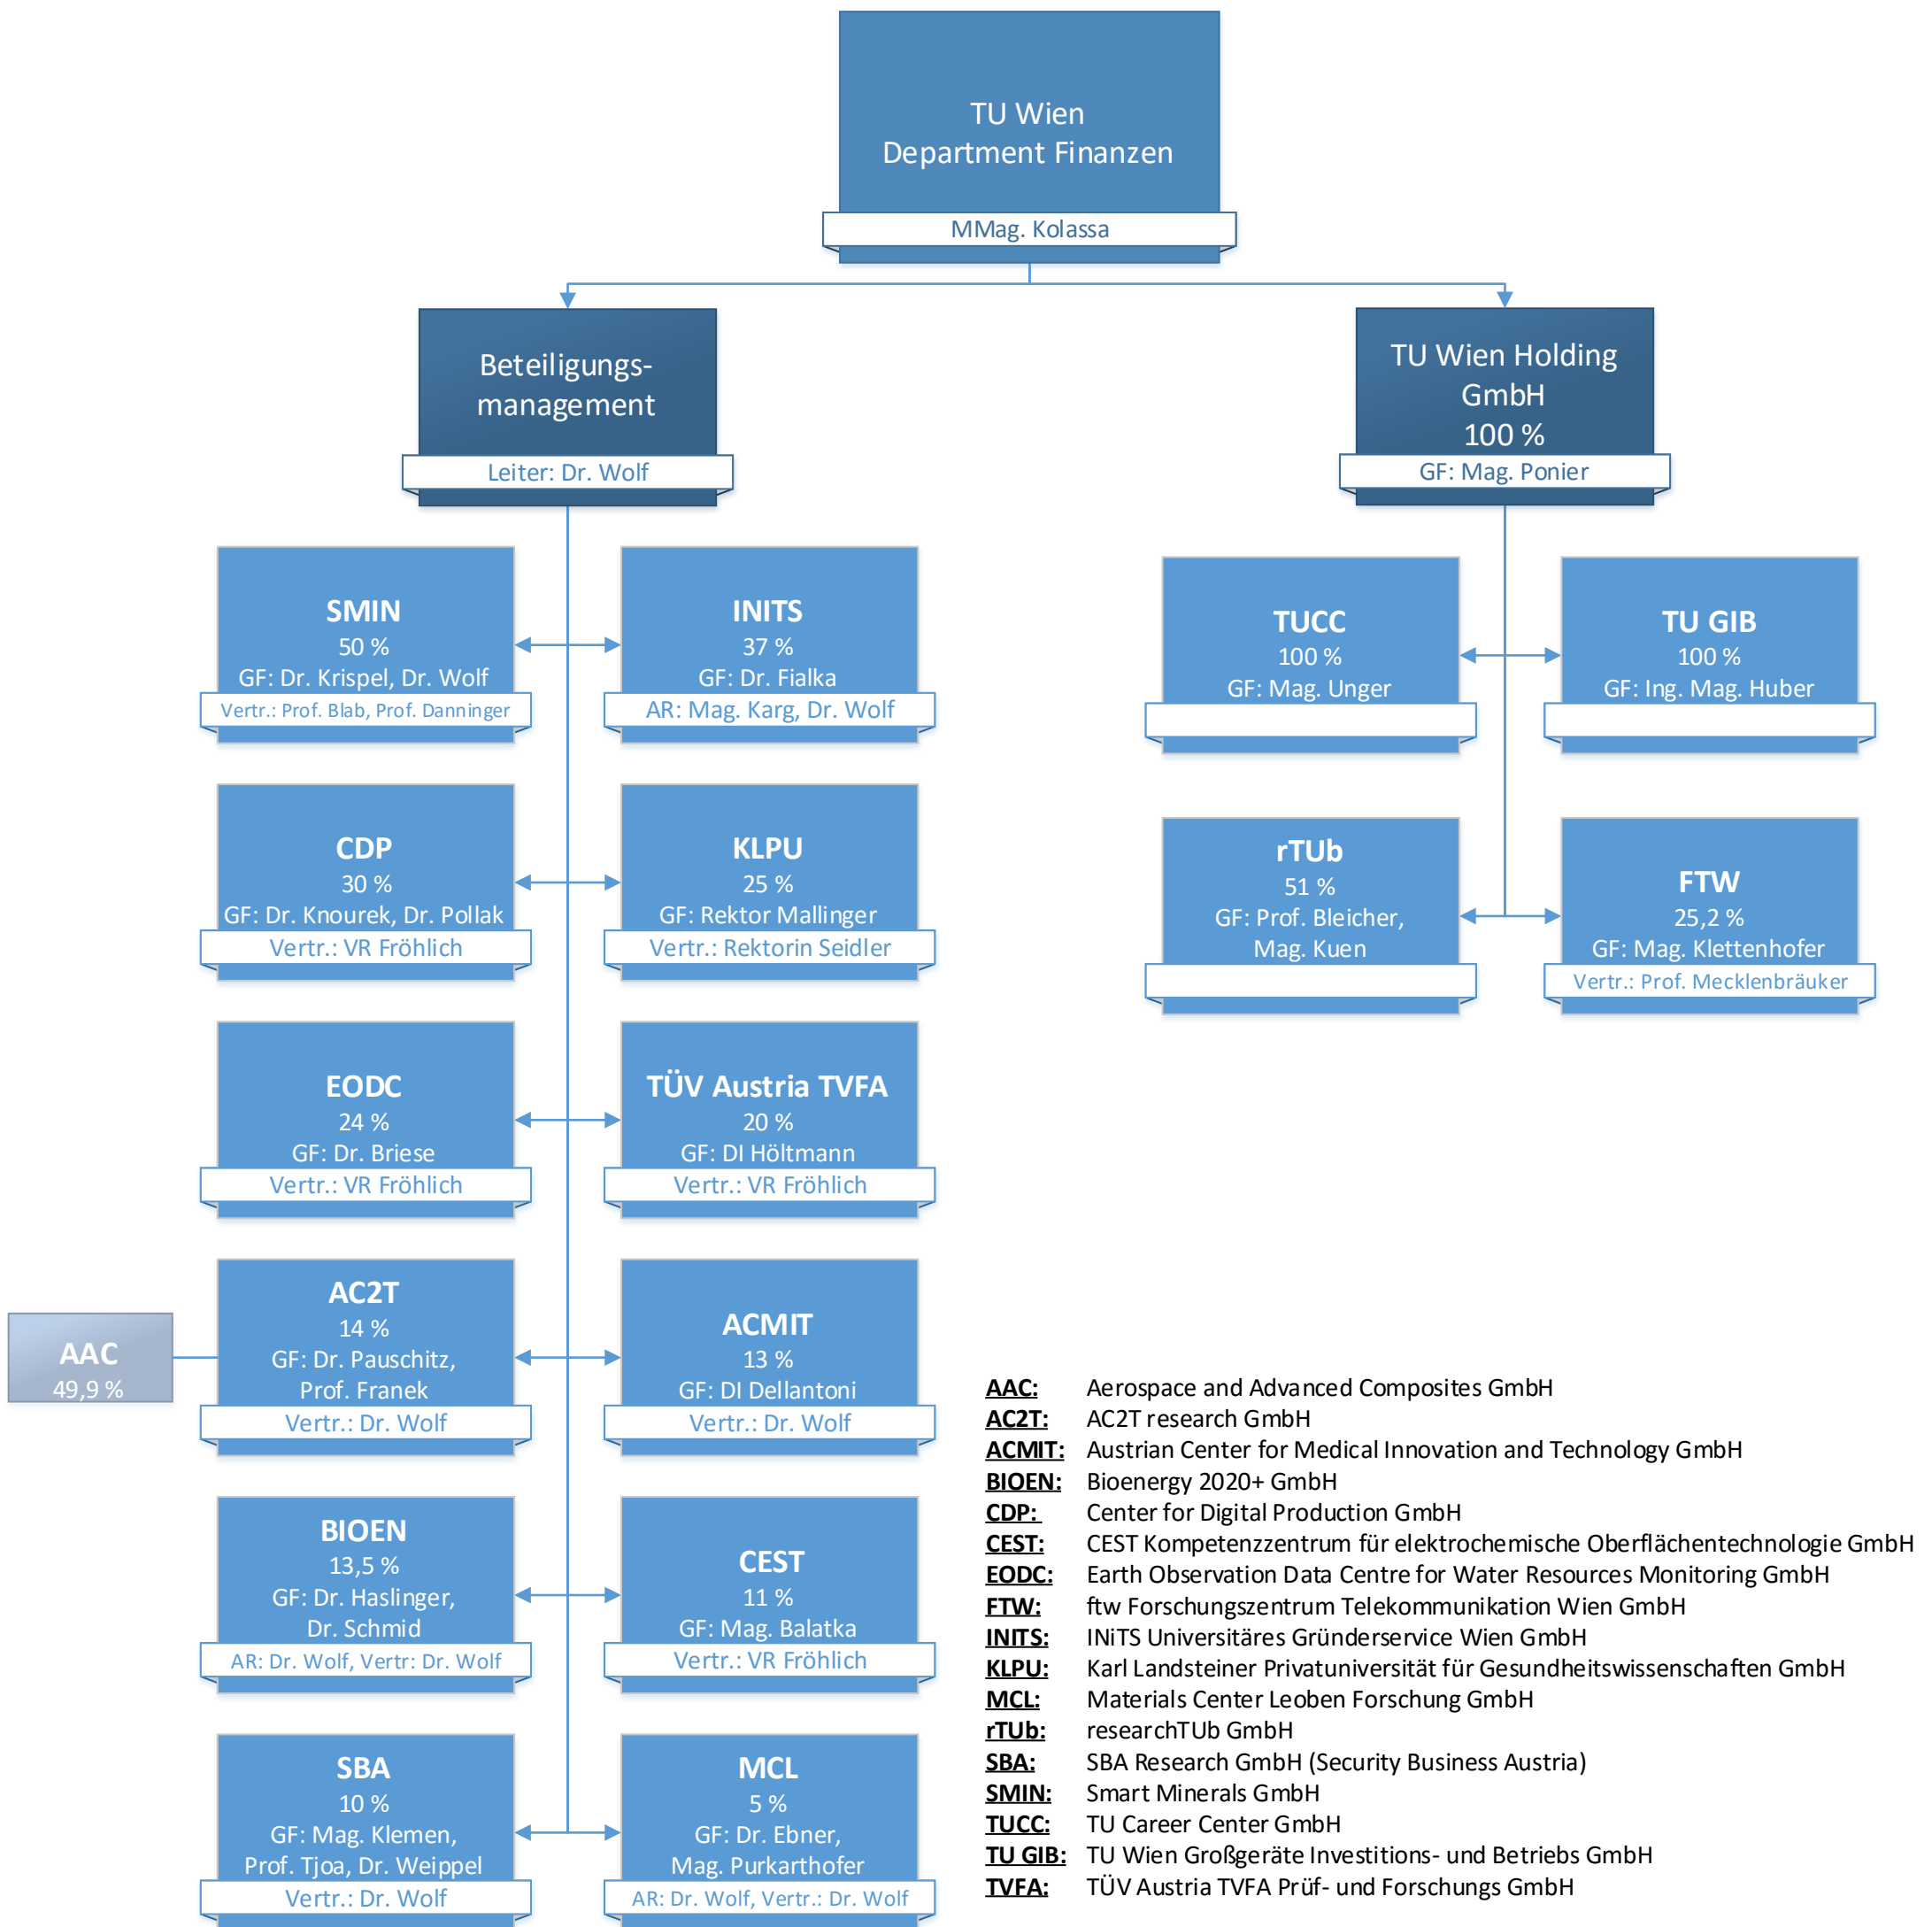 TU Wien
Department Finanzen
MMag. Kolassa
Beteiligungs-
management
Leiter: Dr. Wolf
TU Wien Holding
GmbH
100 %
GF: Mag. Ponier
SMIN
50 %
GF: Dr. Krispel, Dr. Wolf
Vertr.: Prof. Blab, Prof. Danninger
INITS
37 %
GF: Dr. Fialka
AR: Mag. Karg, Dr. Wolf
TUCC
100 %
GF: Mag. Unger
TU GIB
100 %
GF: Ing. Mag. Huber
CDP
30 %
GF: Dr. Knourek, Dr. Pollak
Vertr.: VR Fröhlich
KLPU
25 %
GF: Rektor Mallinger
Vertr.: Rektorin Seidler
rTUb
51 %
GF: Prof. Bleicher,
Mag. Kuen
FTW
25,2 %
GF: Mag. Klettenhofer
Vertr.: Prof. Mecklenbräuker
EODC
24 %
GF: Dr. Briese
Vertr.: VR Fröhlich
TÜV Austria TVFA
20 %
GF: DI Höltmann
Vertr.: VR Fröhlich
AAC
49,9 %
AC2T
14 %
GF: Dr. Pauschitz,
Prof. Franek
Vertr.: Dr. Wolf
ACMIT
13 %
GF: DI Dellantoni
Vertr.: Dr. Wolf
BIOEN
13,5 %
GF: Dr. Haslinger,
Dr. Schmid
AR: Dr. Wolf, Vertr: Dr. Wolf
CEST
11 %
GF: Mag. Balatka
Vertr.: VR Fröhlich
SBA
10 %
GF: Mag. Klemen,
Prof. Tjoa, Dr. Weippel
Vertr.: Dr. Wolf
MCL
5 %
GF: Dr. Ebner,
Mag. Purkarthofer
AR: Dr. Wolf, Vertr.: Dr. Wolf
AAC: Aerospace and Advanced Composites GmbH
AC2T: AC2T research GmbH
ACMIT: Austrian Center for Medical Innovation and Technology GmbH
BIOEN: Bioenergy 2020+ GmbH
CDP: Center for Digital Production GmbH
CEST: CEST Kompetenzzentrum für elektrochemische Oberflächentechnologie GmbH
EODC: Earth Observation Data Centre for Water Resources Monitoring GmbH
FTW: ftw Forschungszentrum Telekommunikation Wien GmbH
INITS: INiTS Universitäres Gründerservice Wien GmbH
KLPU: Karl Landsteiner Privatuniversität für Gesundheitswissenschaften GmbH
MCL: Materials Center Leoben Forschung GmbH
rTUb: researchTUb GmbH
SBA: SBA Research GmbH (Security Business Austria)
SMIN: Smart Minerals GmbH
TUCC: TU Career Center GmbH
TU GIB: TU Wien Großgeräte Investitions- und Betriebs GmbH
TVFA: TÜV Austria TVFA Prüf- und Forschungs GmbH